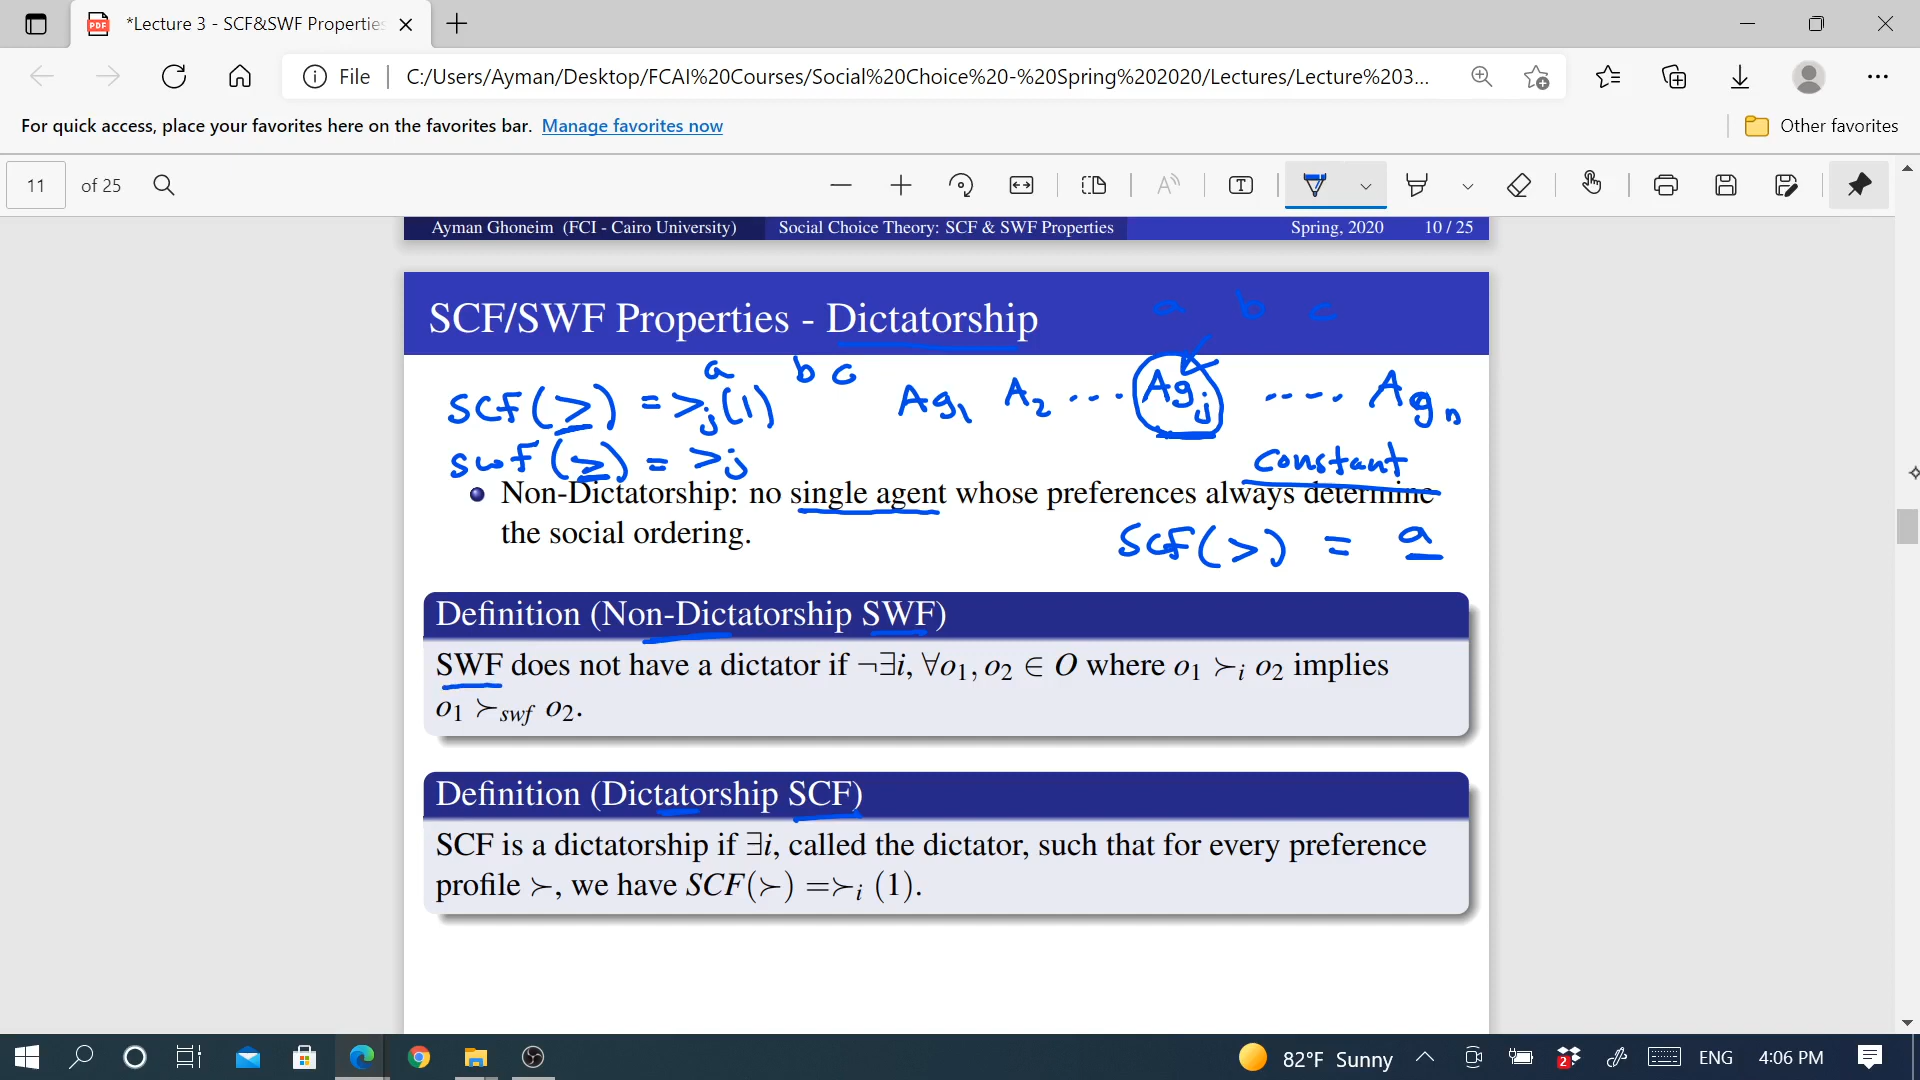 *Lecture 3 - SCF&SWF Properties
File
C:/Users/Ayman/Desktop/FCAI%20Courses/Social%20Choice%20-%20Spring%202020/Lectures/Lecture%203...
For quick access, place your favorites here on the favorites bar. Manage favorites now
Other favorites
11 of 25
Ayman Ghoneim (FCI - Cairo University) Social Choice Theory: SCF & SWF Properties Spring, 2020 10 / 25
SCF/SWF Properties - Dictatorship a b c
a b c
SCF(≥) = >j(1) Ag1 A2 ... Agj .... Agn
SWF(≥) = >j constant
Non-Dictatorship: no single agent whose preferences always determine
the social ordering.
SCF(>) = a
Definition (Non-Dictatorship SWF)
SWF does not have a dictator if ¬∃i, ∀o1, o2 ∈ O where o1 ≻i o2 implies
o1 ≻swf o2.
Definition (Dictatorship SCF)
SCF is a dictatorship if ∃i, called the dictator, such that for every preference
profile ≻, we have SCF(≻) =≻i (1).
82°F Sunny 2 ENG 4:06 PM